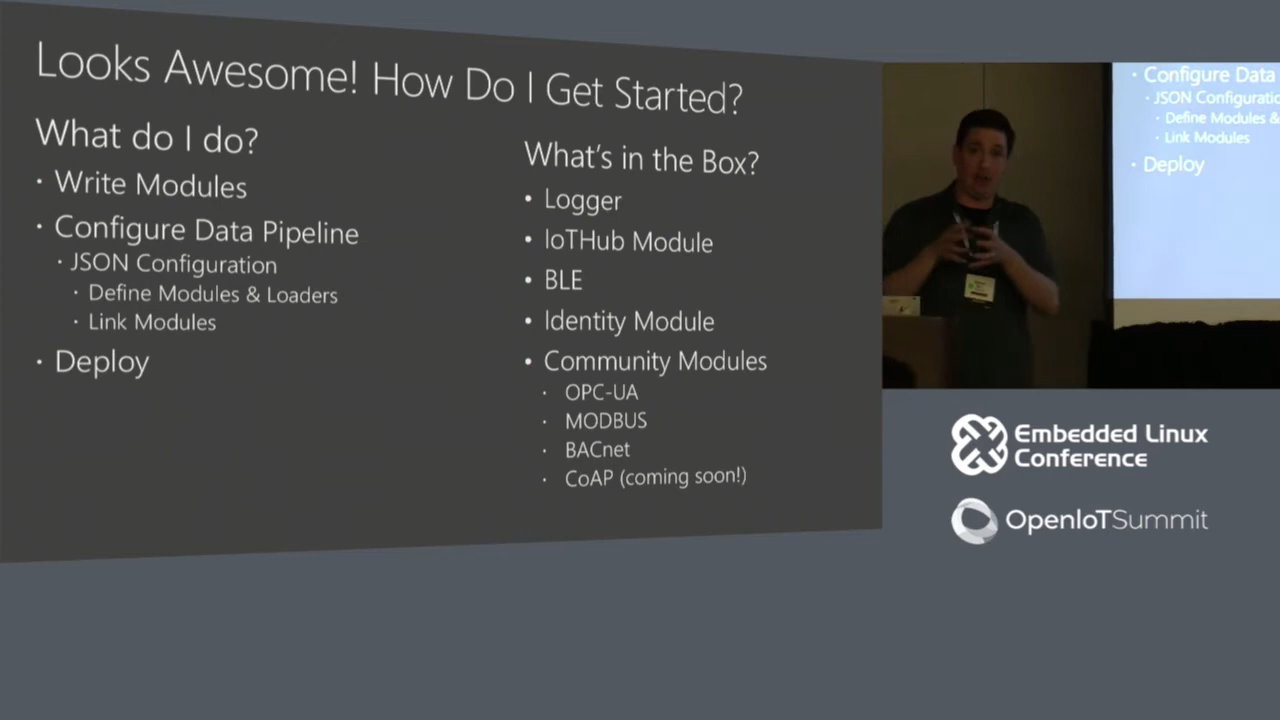 Looks Awesome! How Do I Get Started?
What do I do?
· Write Modules
· Configure Data Pipeline
· JSON Configuration
· Define Modules & Loaders
· Link Modules
· Deploy
What's in the Box?
• Logger
• IoTHub Module
• BLE
• Identity Module
• Community Modules
· OPC-UA
· MODBUS
· BACnet
· CoAP (coming soon!)
· Configure Data
· JSON Configuratio
· Define Modules &
· Link Modules
· Deploy
Embedded Linux
Conference
OpenIoTSummit